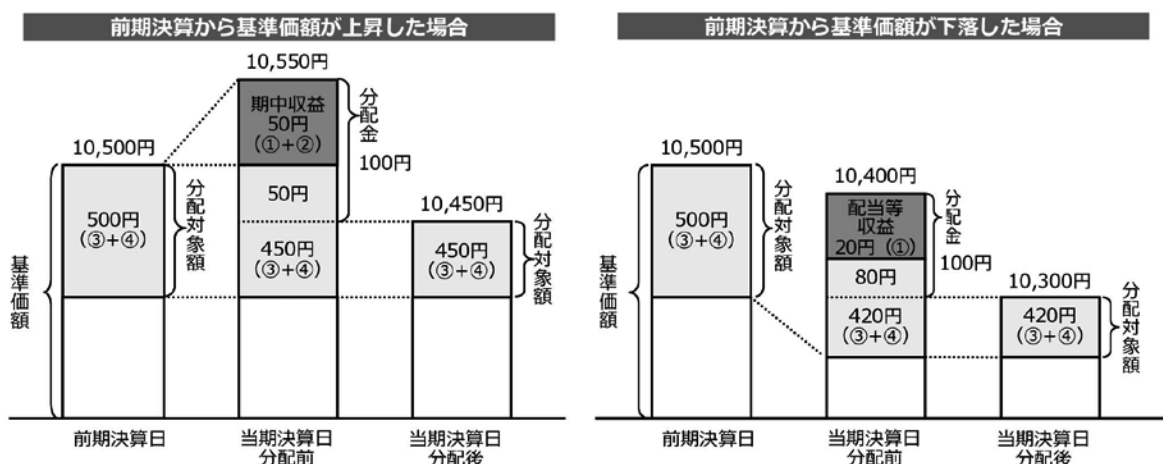 前期決算から基準価額が上昇した場合
10,550円
期中収益
50円
(①+②)
分配金
100円
10,500円
500円
(③+④)
分配対象額
50円
450円
(③+④)
10,450円
450円
(③+④)
分配対象額
基準価額
前期決算日
当期決算日
分配前
当期決算日
分配後
前期決算から基準価額が下落した場合
10,500円
500円
(③+④)
分配対象額
10,400円
配当等
収益
20円 (①)
分配金
100円
80円
420円
(③+④)
10,300円
420円
(③+④)
分配対象額
基準価額
前期決算日
当期決算日
分配前
当期決算日
分配後